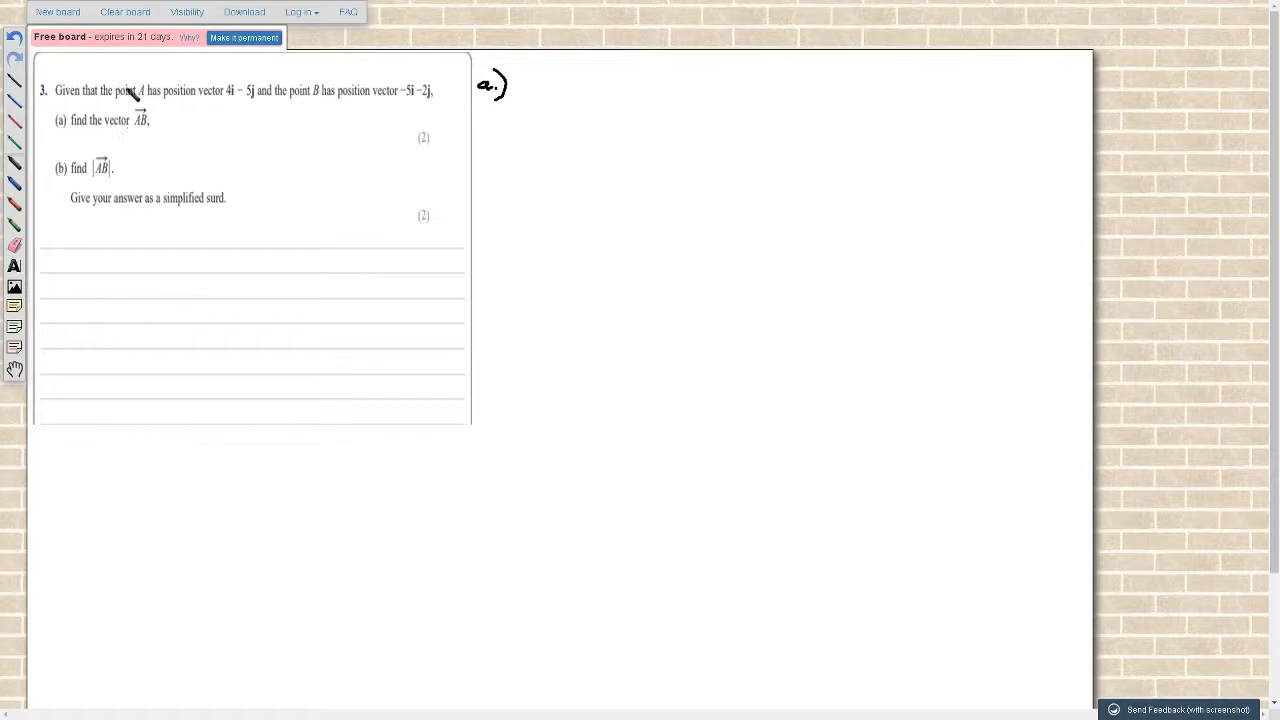 New board Clear board Visibility Download Log in FAQ
Free board - expires in 21 days. Why? Make it permanent
3. Given that the point A has position vector 4i − 5j and the point B has position vector −5i −2j,
a.)
(a) find the vector \overrightarrow{AB},
(2)
(b) find |\overrightarrow{AB}|.
Give your answer as a simplified surd.
(2)
A
Send Feedback (with screenshot)